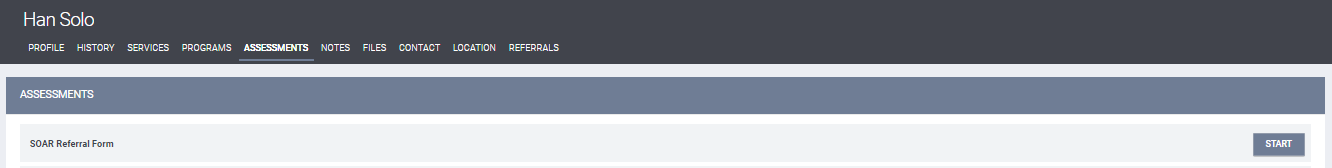 Han Solo
PROFILE HISTORY SERVICES PROGRAMS ASSESSMENTS NOTES FILES CONTACT LOCATION REFERRALS
ASSESSMENTS
SOAR Referral Form START